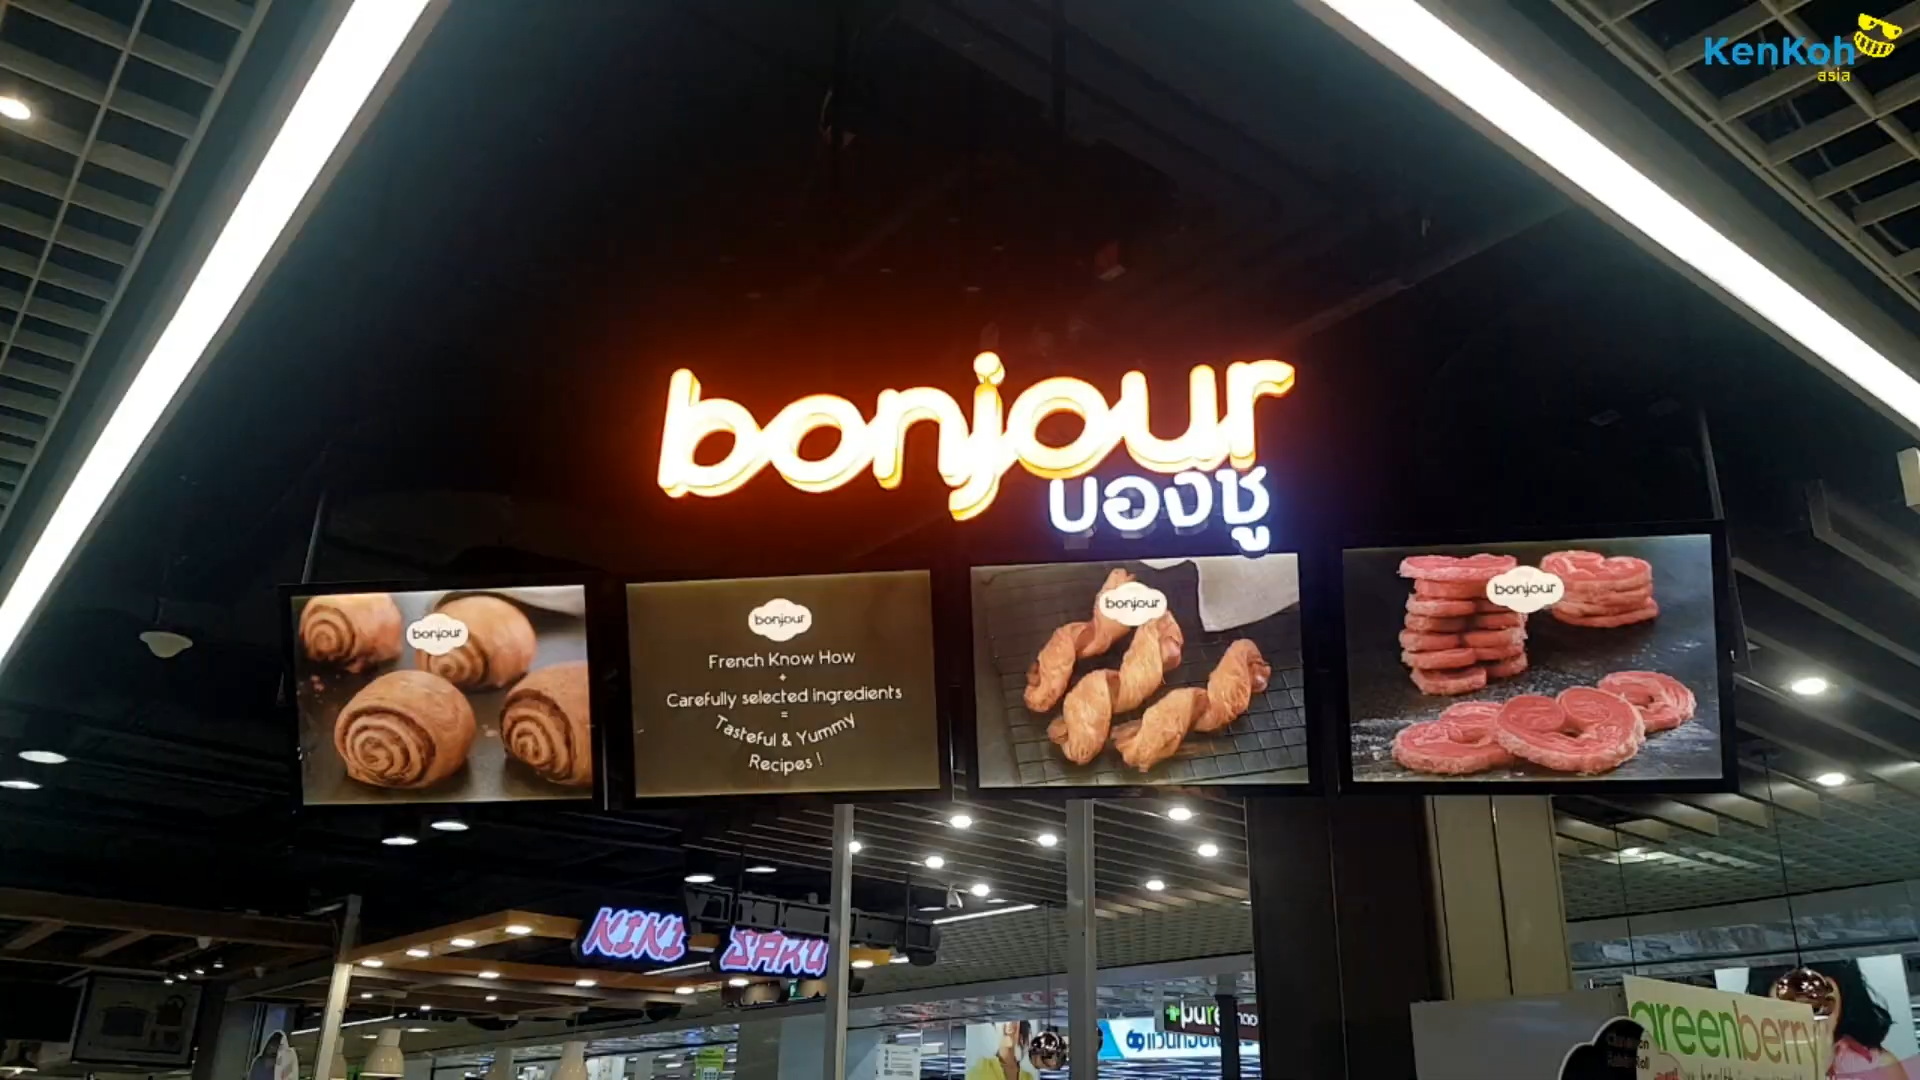 KenKoh
asia
bonjour
บองชู
bonjour
bonjour
French Know How
+
Carefully selected ingredients
=
Tasteful & Yummy
Recipes !
bonjour
bonjour
KIKI
SAKU
pure
greenberry